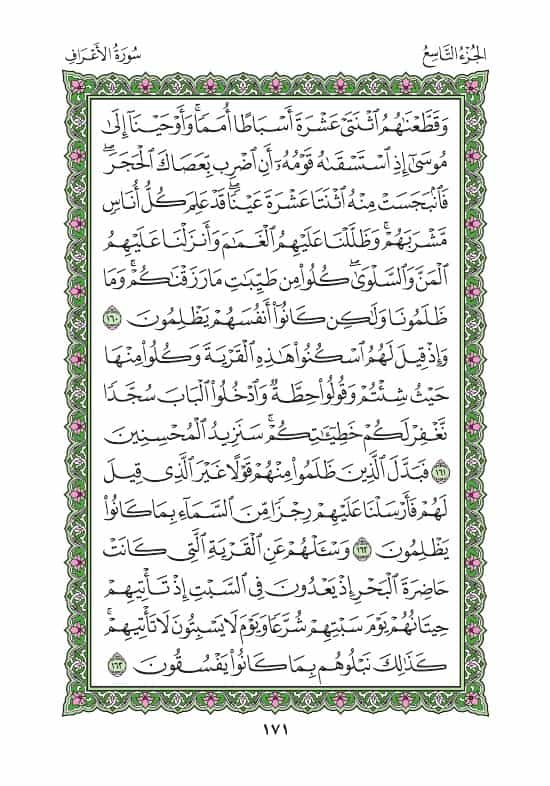 الجُزْءُ التَّاسِعُ
سُورَةُ الأَعْرَافِ
وَقَطَّعْنَٰهُمُ ٱثْنَتَىْ عَشْرَةَ أَسْبَاطًا أُمَمًا ۚ وَأَوْحَيْنَآ إِلَىٰ
مُوسَىٰٓ إِذِ ٱسْتَسْقَىٰهُ قَوْمُهُۥٓ أَنِ ٱضْرِب بِّعَصَاكَ ٱلْحَجَرَ ۖ
فَٱنۢبَجَسَتْ مِنْهُ ٱثْنَتَا عَشْرَةَ عَيْنًا ۖ قَدْ عَلِمَ كُلُّ أُنَاسٍ
مَّشْرَبَهُمْ ۚ وَظَلَّلْنَا عَلَيْهِمُ ٱلْغَمَٰمَ وَأَنزَلْنَا عَلَيْهِمُ
ٱلْمَنَّ وَٱلسَّلْوَىٰ ۖ كُلُوا۟ مِن طَيِّبَٰتِ مَا رَزَقْنَٰكُمْ ۚ وَمَا
ظَلَمُونَا وَلَٰكِن كَانُوٓا۟ أَنفُسَهُمْ يَظْلِمُونَ ١٦٠
وَإِذْ قِيلَ لَهُمُ ٱسْكُنُوا۟ هَٰذِهِ ٱلْقَرْيَةَ وَكُلُوا۟ مِنْهَا
حَيْثُ شِئْتُمْ وَقُولُوا۟ حِطَّةٌ وَٱدْخُلُوا۟ ٱلْبَابَ سُجَّدًا
نَّغْفِرْ لَكُمْ خَطِيٓـَٰٔتِكُمْ ۚ سَنَزِيدُ ٱلْمُحْسِنِينَ
١٦١ فَبَدَّلَ ٱلَّذِينَ ظَلَمُوا۟ مِنْهُمْ قَوْلًا غَيْرَ ٱلَّذِى قِيلَ
لَهُمْ فَأَرْسَلْنَا عَلَيْهِمْ رِجْزًا مِّنَ ٱلسَّمَآءِ بِمَا كَانُوا۟
يَظْلِمُونَ ١٦٢ وَسْـَٔلْهُمْ عَنِ ٱلْقَرْيَةِ ٱلَّتِى كَانَتْ
حَاضِرَةَ ٱلْبَحْرِ إِذْ يَعْدُونَ فِى ٱلسَّبْتِ إِذْ تَأْتِيهِمْ
حِيتَانُهُمْ يَوْمَ سَبْتِهِمْ شُرَّعًا وَيَوْمَ لَا يَسْبِتُونَ ۙ لَا تَأْتِيهِمْ ۚ
كَذَٰلِكَ نَبْلُوهُم بِمَا كَانُوا۟ يَفْسُقُونَ ١٦٣
١٧١